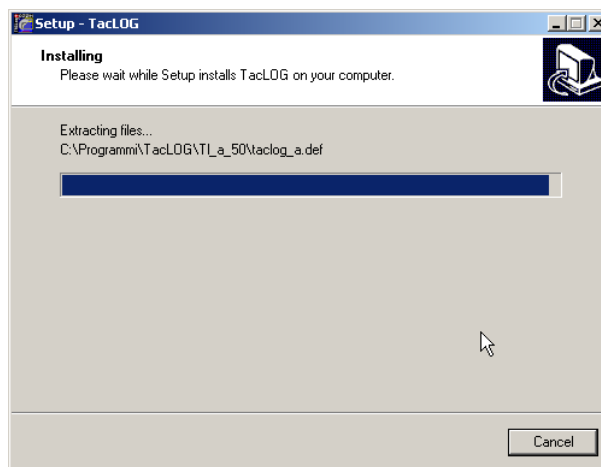 Setup - TacLOG
Installing
Please wait while Setup installs TacLOG on your computer.
Extracting files...
C:\Programmi\TacLOG\Tl_a_50\taclog_a.def
Cancel